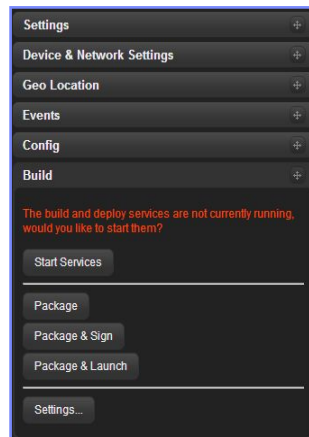 Settings
Device & Network Settings
Geo Location
Events
Config
Build
The build and deploy services are not currently running,
would you like to start them?
Start Services
Package
Package & Sign
Package & Launch
Settings...